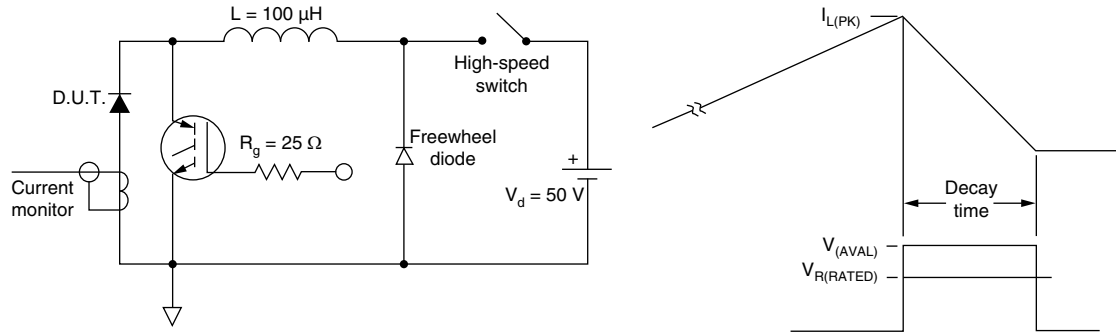 L = 100 µH
D.U.T.
High-speed
switch
R_g = 25 Ω
Freewheel
diode
+
V_d = 50 V
Current
monitor
I_L(PK)
Decay
time
V_(AVAL)
V_R(RATED)